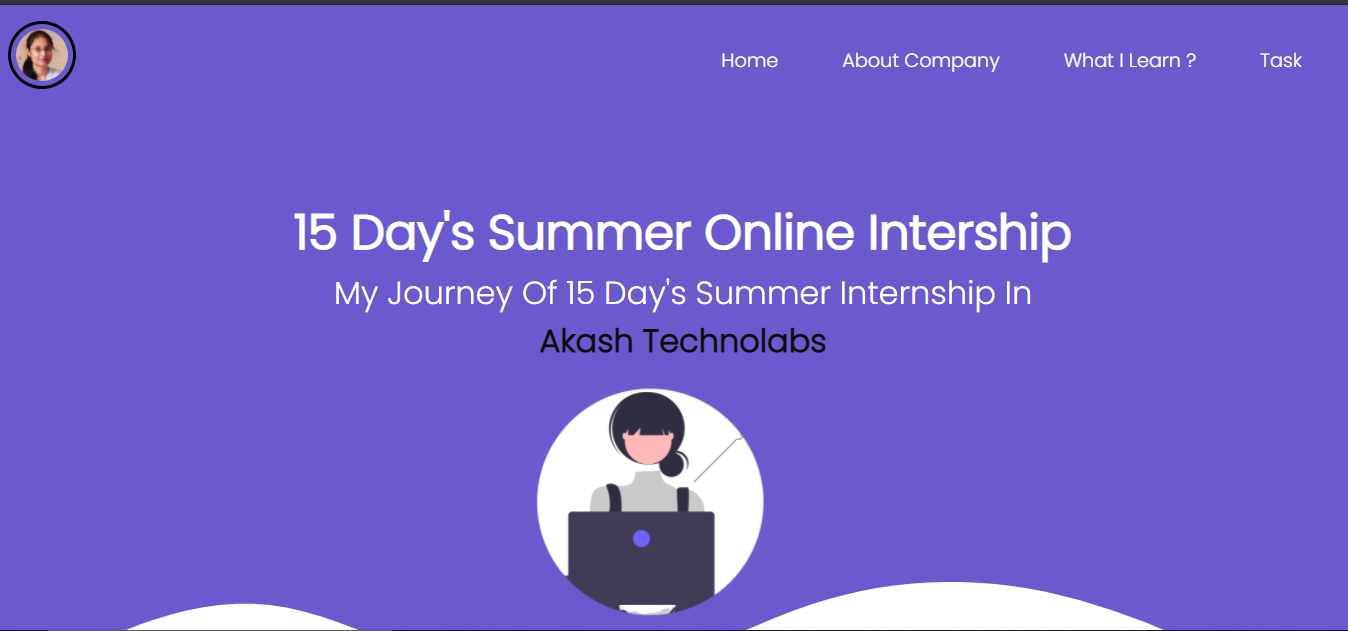 Home About Company What I Learn ? Task
15 Day's Summer Online Intership
My Journey Of 15 Day's Summer Internship In
Akash Technolabs